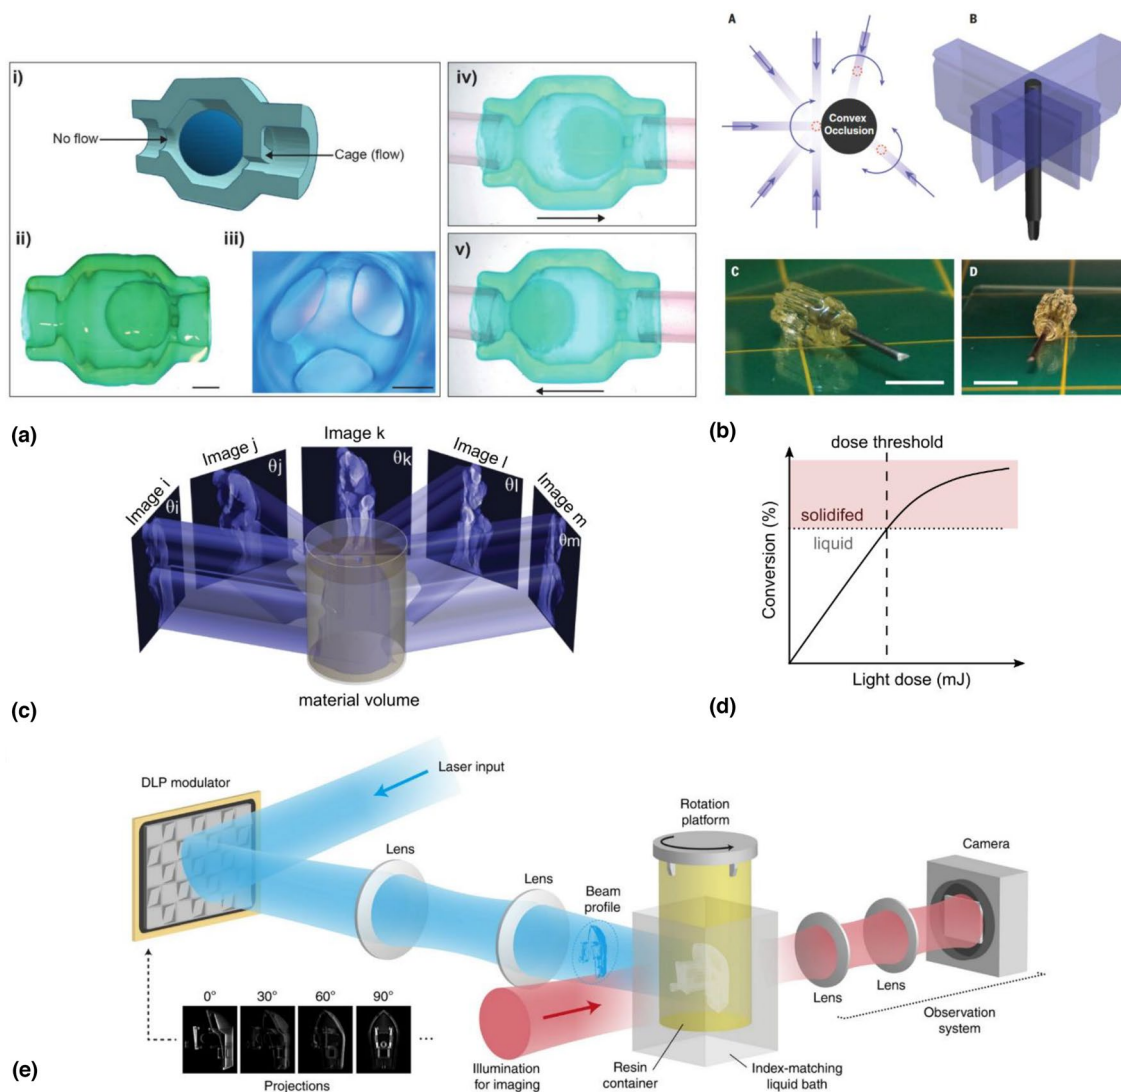 i)
No flow
Cage (flow)
ii)
iii)
iv)
v)
A
Convex
Occlusion
B
C
D
(a)
Image i
Image j
Image k
Image l
Image m
θi
θj
θk
θl
θm
material volume
(b)
dose threshold
solidifed
liquid
Conversion (%)
Light dose (mJ)
(c)
(d)
DLP modulator
Laser input
Lens
Lens
Beam
profile
Rotation
platform
Camera
Lens
Lens
Observation
system
0°
30°
60°
90°
...
Projections
Illumination
for imaging
Resin
container
Index-matching
liquid bath
(e)